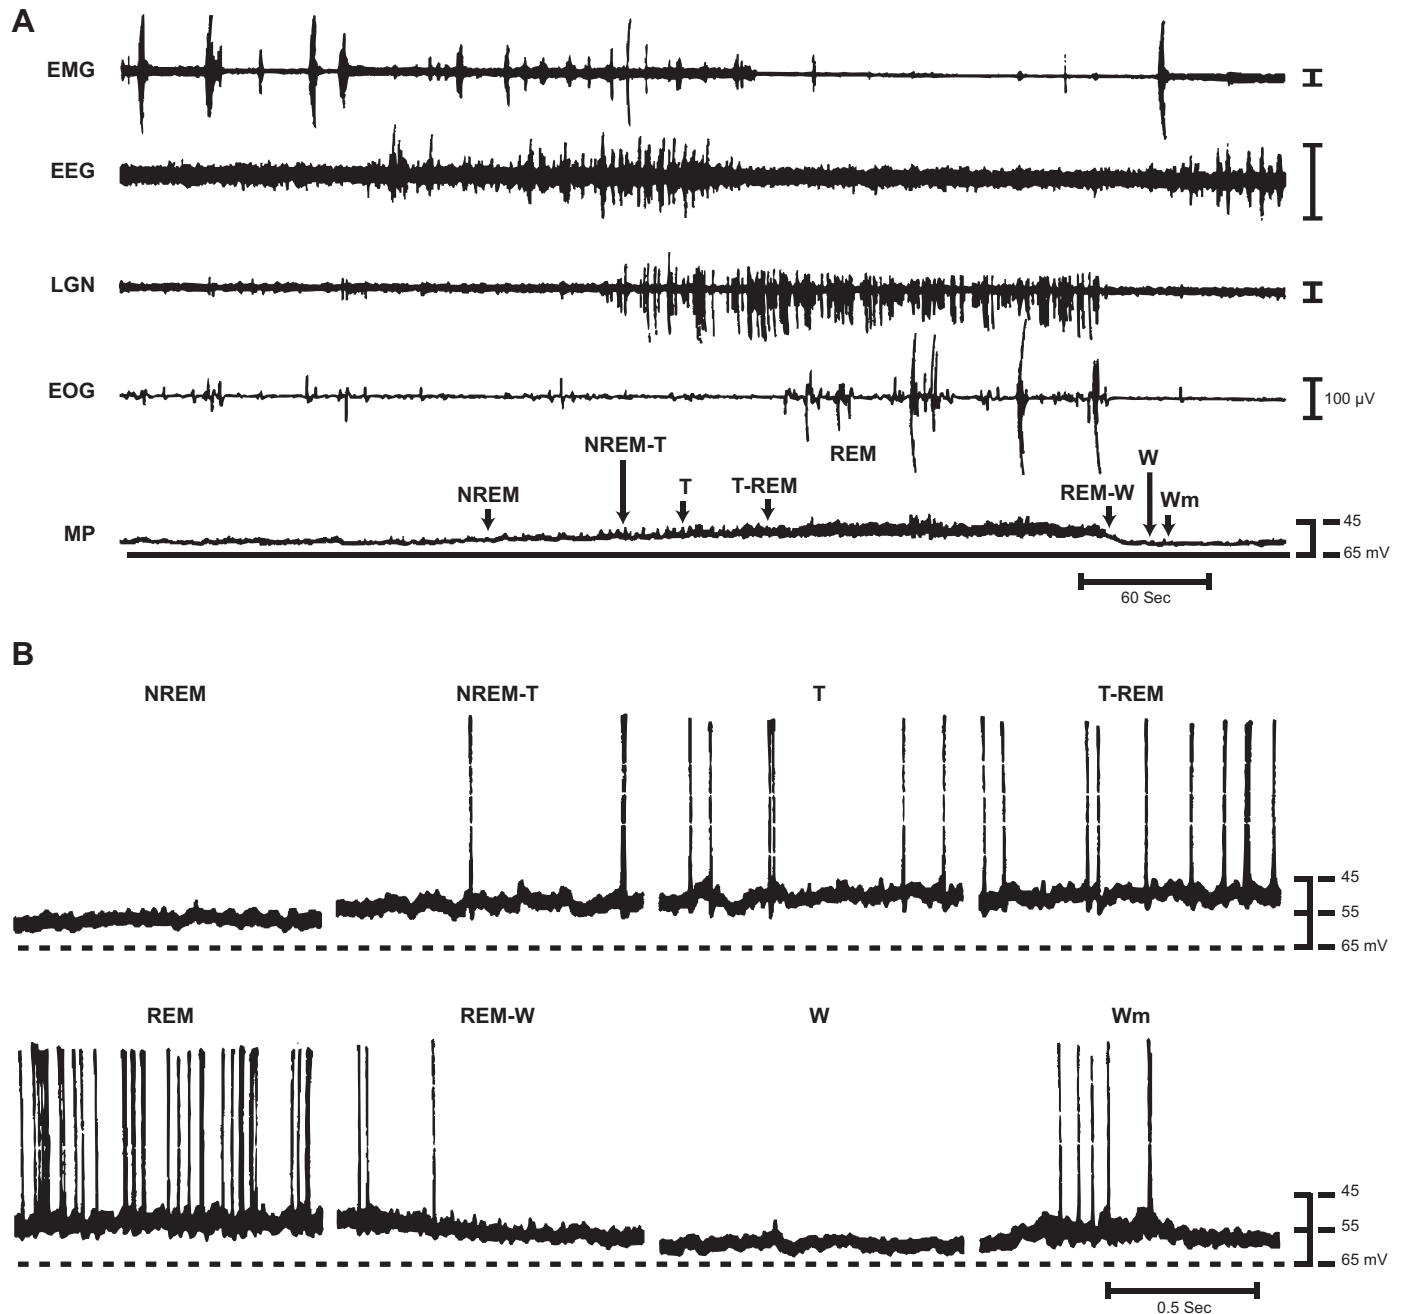 A
EMG
EEG
LGN
EOG
100 µV
NREM-T
REM
W
T
T-REM
NREM
REM-W
Wm
MP
45
65 mV
60 Sec
B
NREM NREM-T T T-REM
45
55
65 mV
REM REM-W W Wm
45
55
65 mV
0.5 Sec